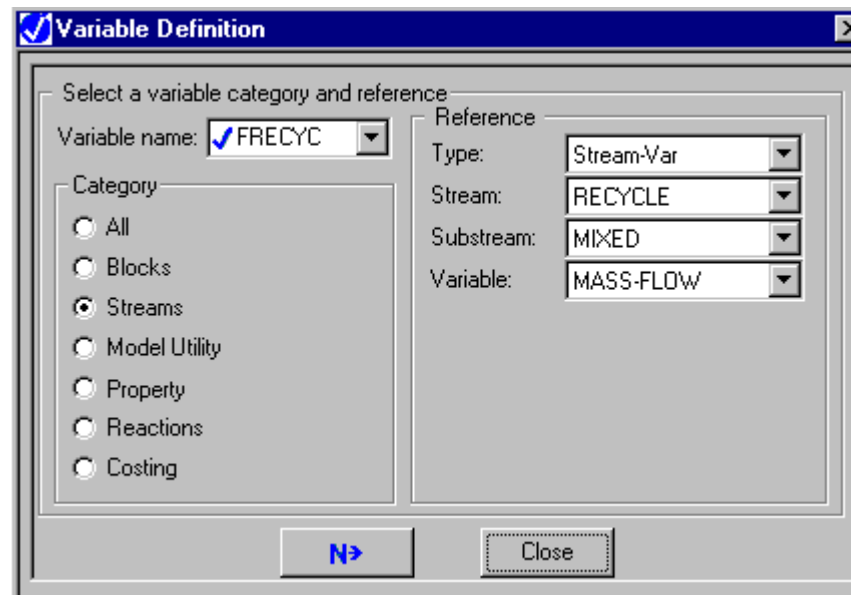 Variable Definition
Select a variable category and reference
Variable name: FRECYC
Category
All
Blocks
Streams
Model Utility
Property
Reactions
Costing
Reference
Type: Stream-Var
Stream: RECYCLE
Substream: MIXED
Variable: MASS-FLOW
N
Close